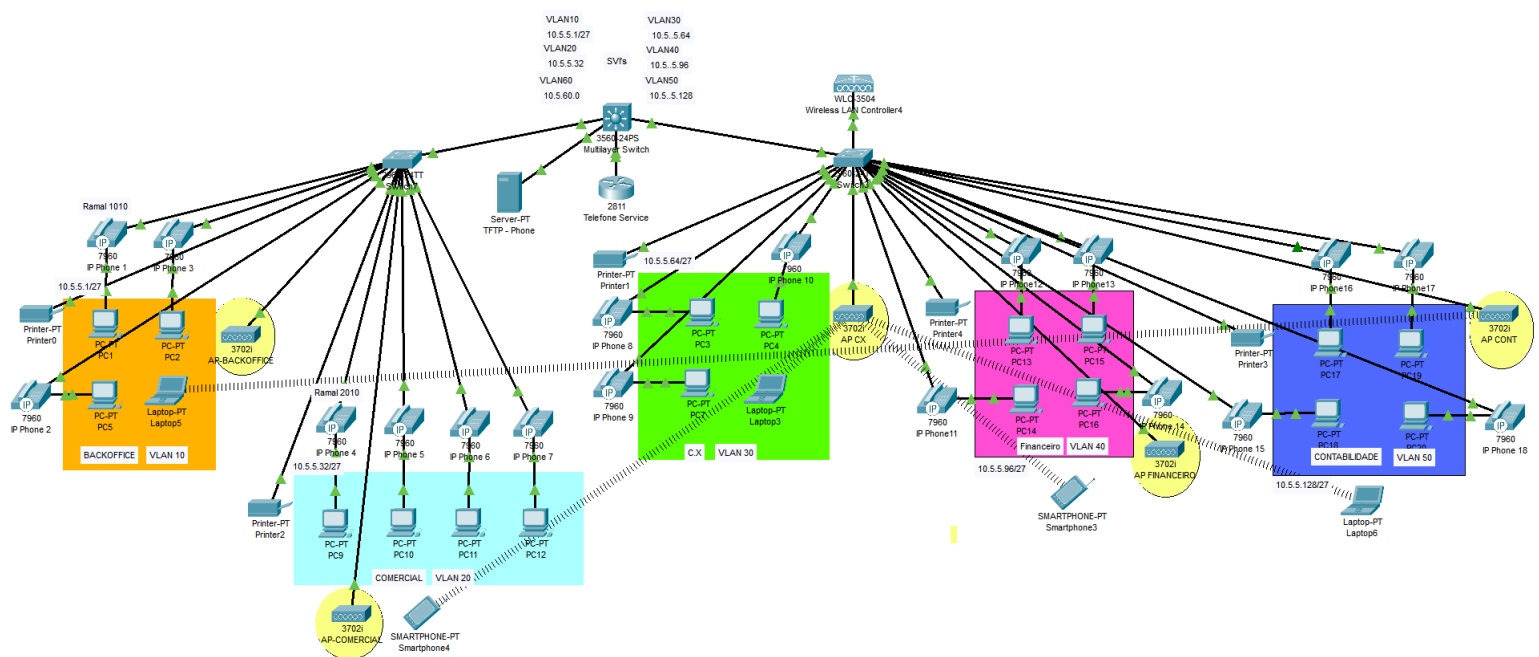 VLAN10
10.5.5.1/27
VLAN20
10.5.5.32
VLAN60
10.5.60.0
SVI's
VLAN30
10.5..5.64
VLAN40
10.5..5.96
VLAN50
10.5..5.128
WLC-3504
Wireless LAN Controller4
3560-24PS
Multilayer Switch
Server-PT
TFTP - Phone
2811
Telefone Service
Ramal 1010
7960
IP Phone 1
7960
IP Phone 3
10.5.5.1/27
Printer-PT
Printer0
PC-PT
PC1
PC-PT
PC2
3702i
AR-BACKOFFICE
7960
IP Phone 2
PC-PT
PC5
Laptop-PT
Laptop5
BACKOFFICE
VLAN 10
Ramal 2010
7960
IP Phone 4
7960
IP Phone 5
7960
IP Phone 6
7960
IP Phone 7
10.5.5.32/27
Printer-PT
Printer2
PC-PT
PC9
PC-PT
PC10
PC-PT
PC11
PC-PT
PC12
COMERCIAL
VLAN 20
3702i
AP-COMERCIAL
SMARTPHONE-PT
Smartphone4
Printer-PT
Printer1
10.5.5.64/27
960
IP Phone 10
7960
IP Phone 8
PC-PT
PC3
PC-PT
PC4
3702i
AP CX
7960
IP Phone 9
PC-PT
Laptop-PT
Laptop3
C.X
VLAN 30
Printer-PT
Printer4
7960
IP Phone12
7960
IP Phone13
PC-PT
PC13
PC-PT
PC15
7960
IP Phone11
PC-PT
PC14
PC-PT
PC16
7960
IP Phone 14
Financeiro
VLAN 40
10.5.5.96/27
3702i
AP FINANCEIRO
SMARTPHONE-PT
Smartphone3
7960
IP Phone16
7960
IP Phone17
Printer-PT
Printer3
PC-PT
PC17
PC-PT
PC19
3702i
AP CONT
7960
IP Phone 15
PC-PT
PC18
PC-PT
PC20
7960
IP Phone 18
CONTABILIDADE
VLAN 50
10.5.5.128/27
Laptop-PT
Laptop6